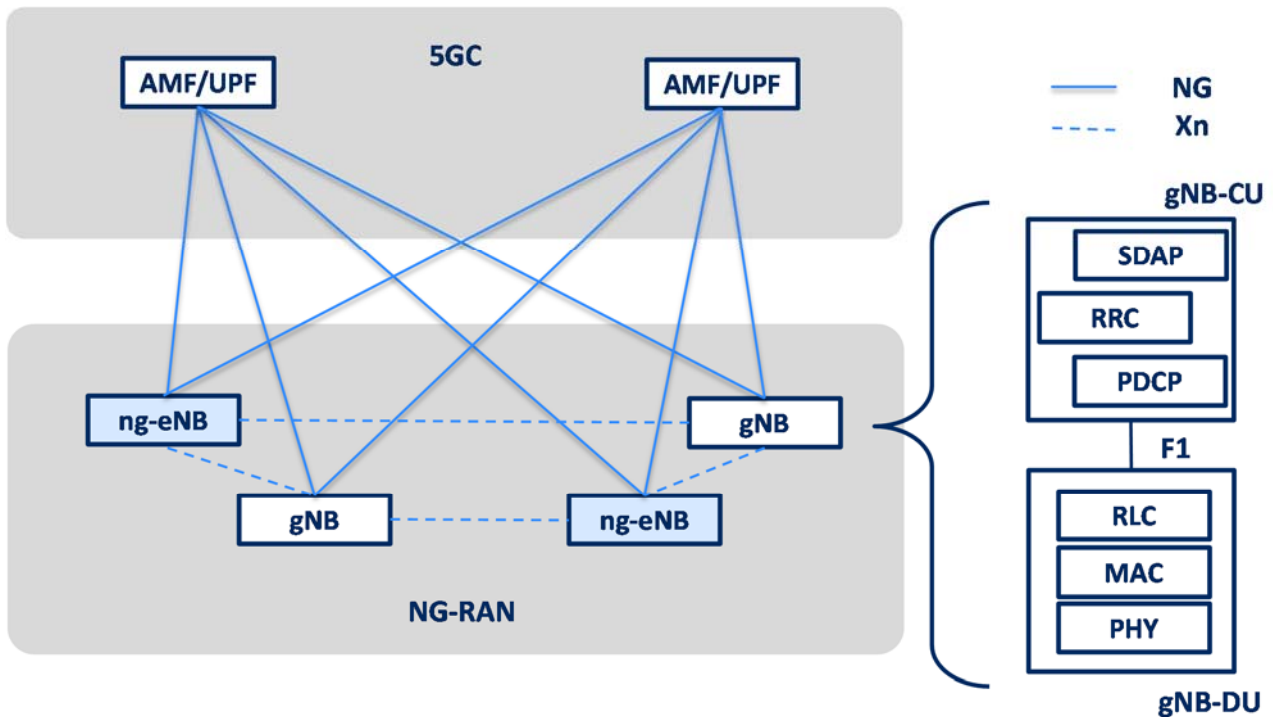 5GC
AMF/UPF
AMF/UPF
NG
Xn
ng-eNB
gNB
gNB
ng-eNB
NG-RAN
gNB-CU
SDAP
RRC
PDCP
F1
RLC
MAC
PHY
gNB-DU